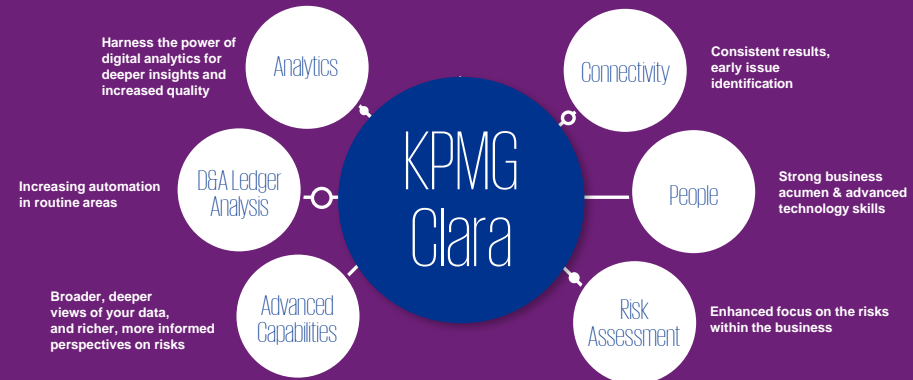 Harness the power of
digital analytics for
deeper insights and
increased quality
Analytics
Connectivity
Consistent results,
early issue
identification
KPMG
Clara
Increasing automation
in routine areas
D&A Ledger
Analysis
People
Strong business
acumen & advanced
technology skills
Broader, deeper
views of your data,
and richer, more informed
perspectives on risks
Advanced
Capabilities
Risk
Assessment
Enhanced focus on the risks
within the business